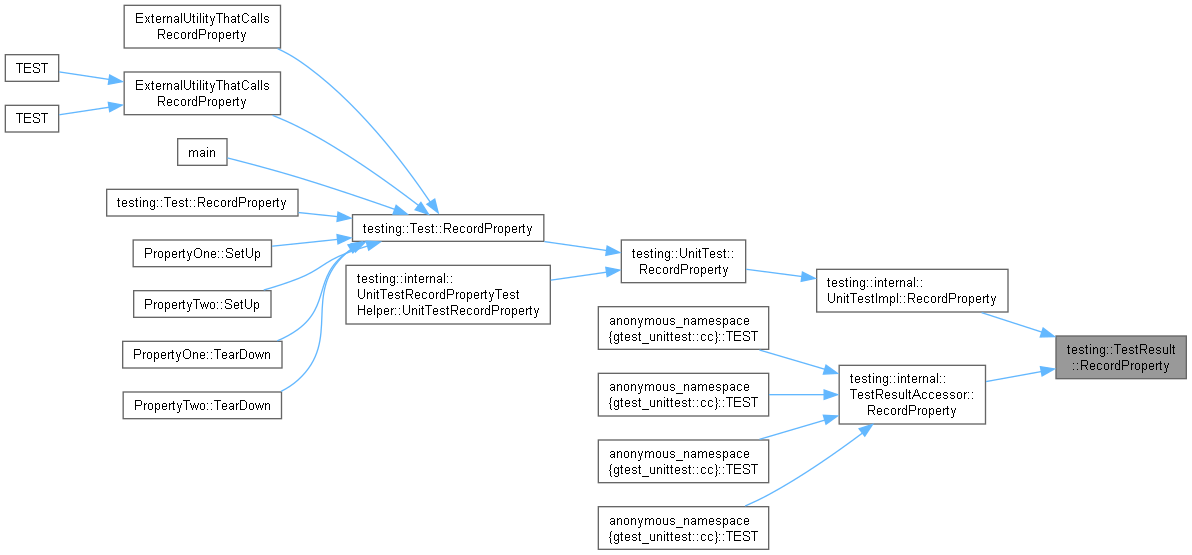 ExternalUtilityThatCalls
RecordProperty
TEST
ExternalUtilityThatCalls
RecordProperty
TEST
main
testing::Test::RecordProperty
PropertyOne::SetUp
PropertyTwo::SetUp
PropertyOne::TearDown
PropertyTwo::TearDown
testing::Test::RecordProperty
testing::internal::
UnitTestRecordPropertyTest
Helper::UnitTestRecordProperty
testing::UnitTest::
RecordProperty
anonymous_namespace
{gtest_unittest::cc}::TEST
anonymous_namespace
{gtest_unittest::cc}::TEST
anonymous_namespace
{gtest_unittest::cc}::TEST
anonymous_namespace
{gtest_unittest::cc}::TEST
testing::internal::
UnitTestImpl::RecordProperty
testing::internal::
TestResultAccessor::
RecordProperty
testing::TestResult
::RecordProperty